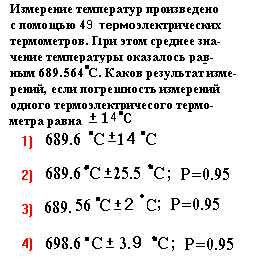 Измерение температур произведено
с помощью 49 термоэлектрических
термометров. При этом среднее зна-
чение температуры оказалось рав-
ным 689.564°С. Каков результат изме-
рений, если погрешность измерений
одного термоэлектричесого термо-
метра равна ±14°С
1) 689.6 °С±14 °С
2) 689.6°С±25.5 °С; Р=0.95
3) 689.56°С±2 °С; Р=0.95
4) 698.6°С± 3.9 °С; Р=0.95